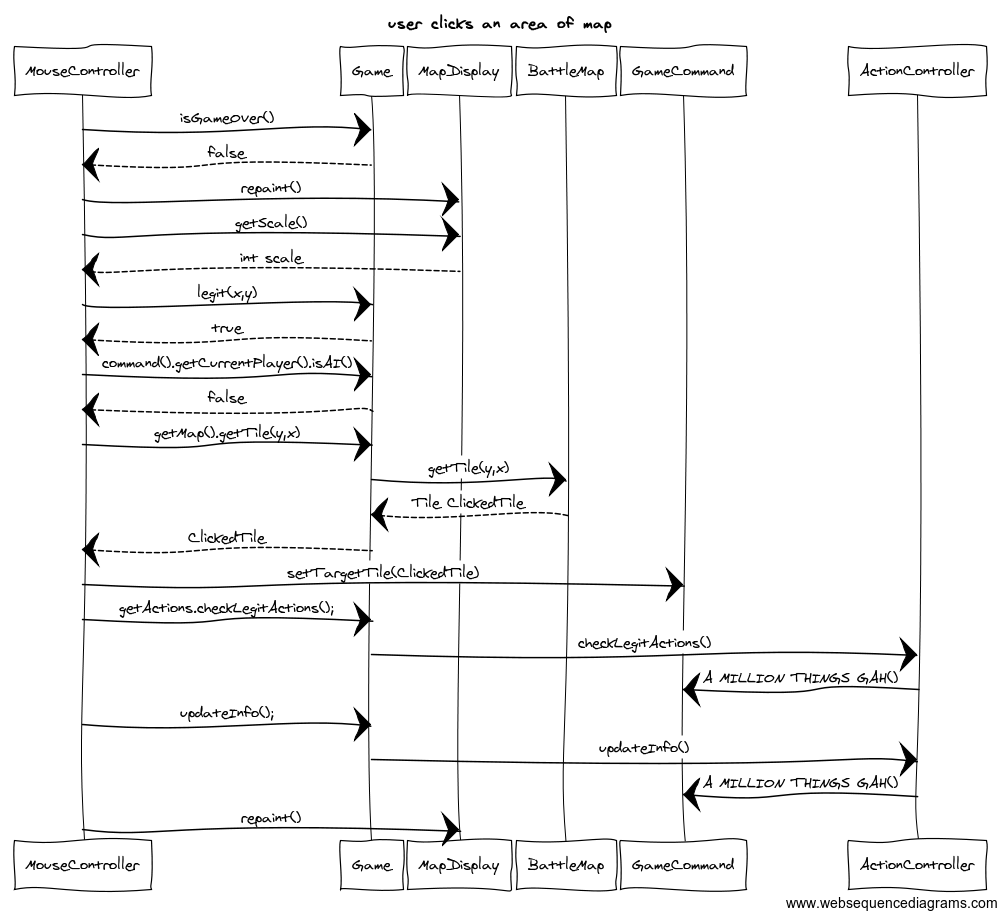 user clicks an area of map
MouseController
Game
MapDisplay
BattleMap
GameCommand
ActionController
isGameOver()
false
repaint()
getScale()
int scale
legit(x,y)
true
command().getCurrentPlayer().isAI()
false
getMap().getTile(y,x)
getTile(y,x)
Tile ClickedTile
ClickedTile
setTargetTile(ClickedTile)
getActions.checkLegitActions();
checkLegitActions()
A MILLION THINGS GAH()
updateInfo();
updateInfo()
A MILLION THINGS GAH()
repaint()
MouseController
Game
MapDisplay
BattleMap
GameCommand
ActionController
www.websequencediagrams.com